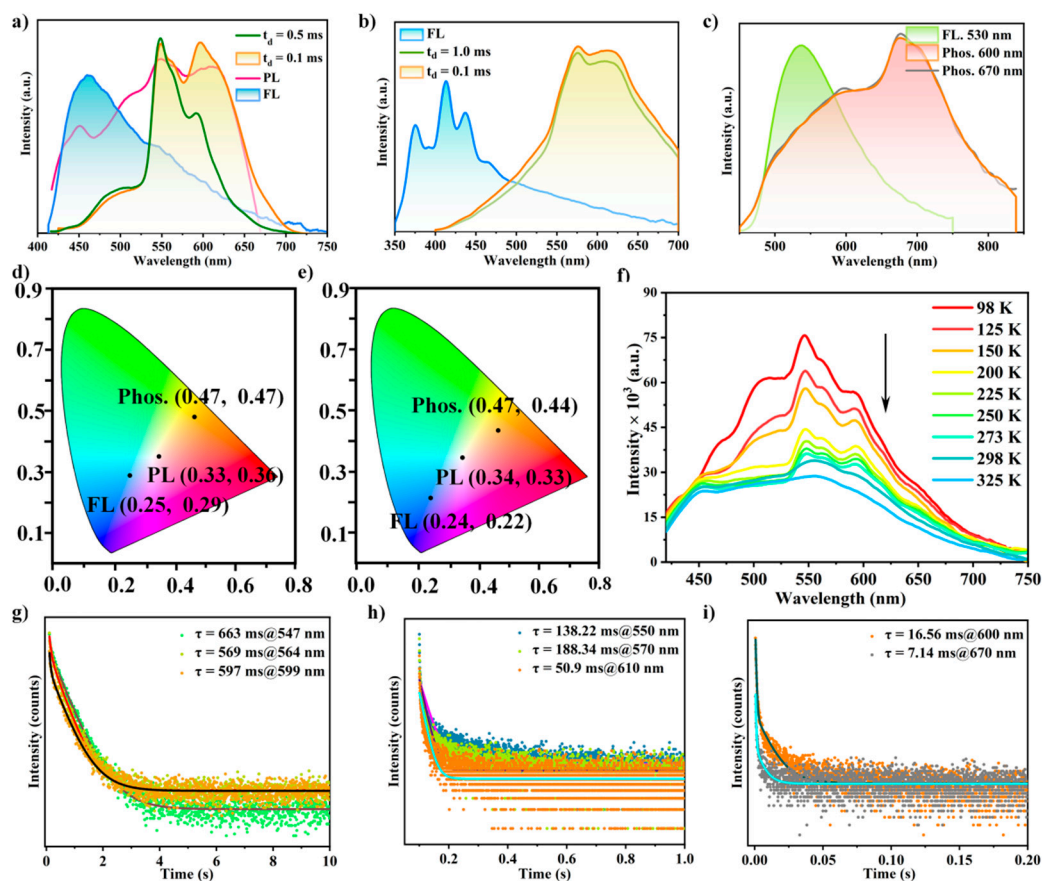 a)
t_d = 0.5 ms
t_d = 0.1 ms
PL
FL
Intensity (a.u.)
400 450 500 550 600 650 700 750
Wavelength (nm)
b)
FL
t_d = 1.0 ms
t_d = 0.1 ms
Intensity (a.u.)
350 400 450 500 550 600 650 700
Wavelength (nm)
c)
FL. 530 nm
Phos. 600 nm
Phos. 670 nm
Intensity (a.u.)
500 600 700 800
Wavelength (nm)
d)
0.9
0.7
0.5
0.3
0.1
Phos. (0.47, 0.47)
PL (0.33, 0.36)
FL (0.25, 0.29)
0.0 0.2 0.4 0.6 0.8
e)
0.9
0.7
0.5
0.3
0.1
Phos. (0.47, 0.44)
PL (0.34, 0.33)
FL (0.24, 0.22)
0.0 0.2 0.4 0.6 0.8
f)
90
75
60
45
30
15
0
Intensity × 10³ (a.u.)
98 K
125 K
150 K
200 K
225 K
250 K
273 K
298 K
325 K
450 500 550 600 650 700 750
Wavelength (nm)
g)
τ = 663 ms@547 nm
τ = 569 ms@564 nm
τ = 597 ms@599 nm
Intensity (counts)
0 2 4 6 8 10
Time (s)
h)
τ = 138.22 ms@550 nm
τ = 188.34 ms@570 nm
τ = 50.9 ms@610 nm
Intensity (counts)
0.2 0.4 0.6 0.8 1.0
Time (s)
i)
τ = 16.56 ms@600 nm
τ = 7.14 ms@670 nm
Intensity (counts)
0.00 0.05 0.10 0.15 0.20
Time (s)